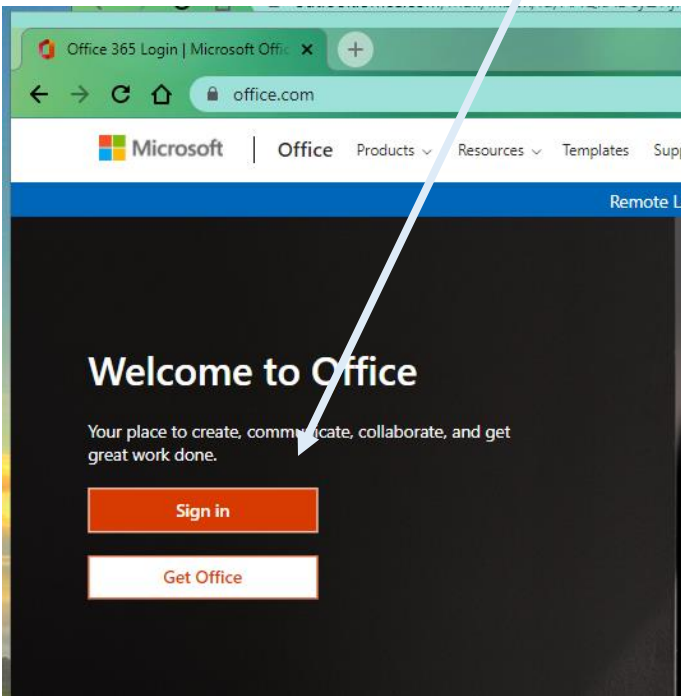 Office 365 Login | Microsoft Offic
office.com
Microsoft | Office Products Resources Templates Supp
Remote L
Welcome to Office
Your place to create, communicate, collaborate, and get
great work done.
Sign in
Get Office